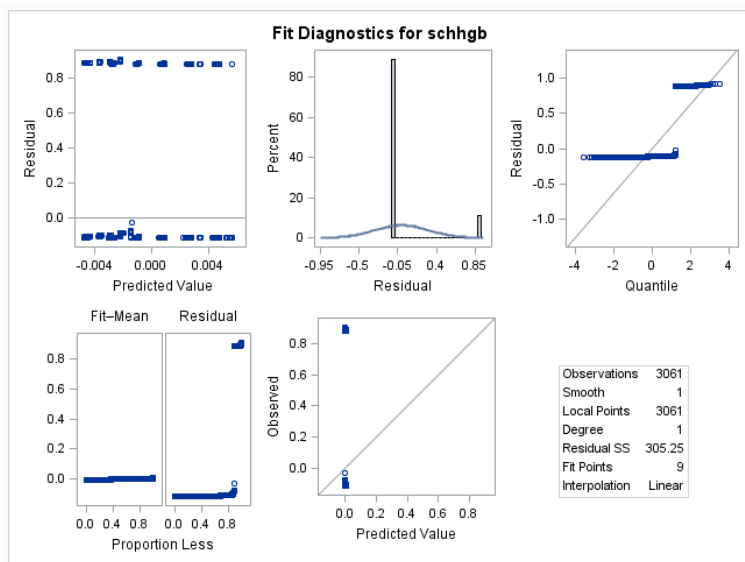 Fit Diagnostics for schhgb
0.8
0.6
0.4
0.2
0.0
Residual
-0.004 0.000 0.004
Predicted Value
80
60
40
20
0
Percent
-0.95 -0.5 -0.05 0.4 0.85
Residual
1.0
0.5
0.0
-0.5
-1.0
Residual
-4 -2 0 2 4
Quantile
Fit–Mean Residual
0.8
0.6
0.4
0.2
0.0
0.0 0.4 0.8 0.0 0.4 0.8
Proportion Less
0.8
0.6
0.4
0.2
0.0
Observed
0.0 0.2 0.4 0.6 0.8
Predicted Value
Observations 3061
Smooth 1
Local Points 3061
Degree 1
Residual SS 305.25
Fit Points 9
Interpolation Linear